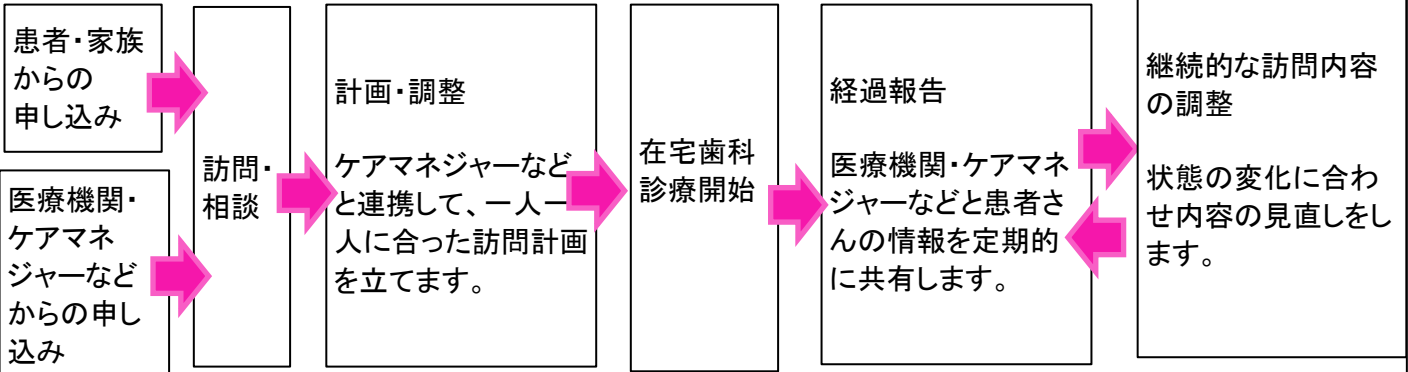 患者・家族
からの
申し込み
医療機関・
ケアマネ
ジャーなど
からの申し
込み
訪問・
相談
計画・調整
ケアマネジャーなど
と連携して、一人一
人に合った訪問計画
を立てます。
在宅歯科
診療開始
経過報告
医療機関・ケアマネ
ジャーなどと患者さ
んの情報を定期的
に共有します。
継続的な訪問内容
の調整
状態の変化に合わ
せ内容の見直しをし
ます。